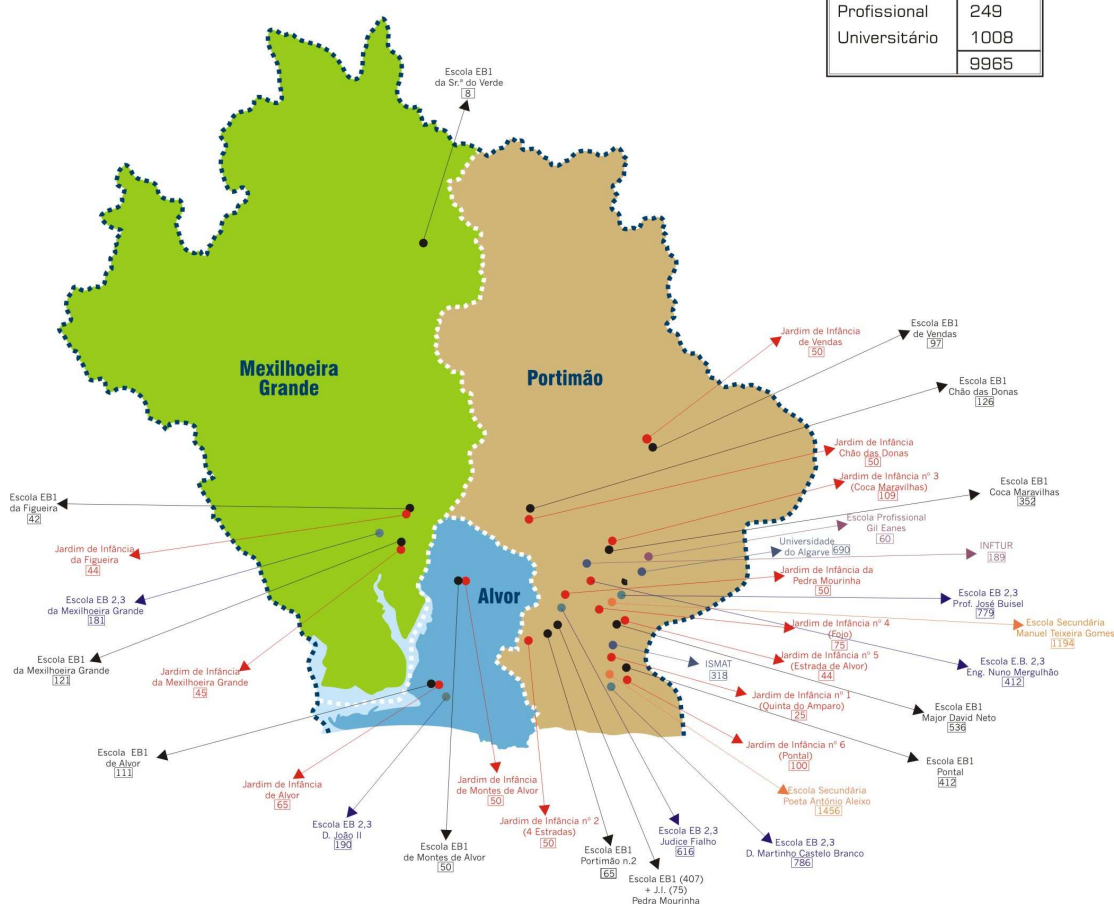 Profissional 249
Universitário 1008
9965
Escola EB1
da Sr.ª do Verde
8
Mexilhoeira
Grande
Portimão
Alvor
Jardim de Infância
de Vendas
50
Escola EB1
de Vendas
97
Escola EB1
Chão das Donas
126
Jardim de Infância
Chão das Donas
50
Jardim de Infância nº 3
(Coca Maravilhas)
109
Escola EB1
Coca Maravilhas
352
Escola Profissional
Gil Eanes
60
Universidade
do Algarve 690
INFTUR
189
Jardim de Infância da
Pedra Mourinha
50
Escola EB 2,3
Prof. José Buisel
779
Jardim de Infância nº 4
(Fojo)
75
Escola Secundária
Manuel Teixeira Gomes
1194
Jardim de Infância nº 5
(Estrada de Alvor)
44
Escola E.B. 2,3
Eng. Nuno Mergulhão
412
ISMAT
318
Jardim de Infância nº 1
(Quinta do Amparo)
25
Escola EB1
Major David Neto
536
Jardim de Infância nº 6
(Pontal)
100
Escola EB1
Pontal
412
Escola Secundária
Poeta António Aleixo
1456
Escola EB 2,3
D. Martinho Castelo Branco
786
Escola EB 2,3
Judice Fialho
616
Escola EB1 (407)
+ J.I. (75)
Pedra Mourinha
Escola EB1
Portimão n.2
65
Jardim de Infância nº 2
(4 Estradas)
50
Jardim de Infância
de Montes de Alvor
50
Escola EB1
de Montes de Alvor
50
Escola EB 2,3
D. João II
190
Jardim de Infância
de Alvor
65
Escola EB1
de Alvor
111
Jardim de Infância
da Mexilhoeira Grande
45
Escola EB1
da Mexilhoeira Grande
121
Escola EB 2,3
da Mexilhoeira Grande
181
Jardim de Infância
da Figueira
44
Escola EB1
da Figueira
42